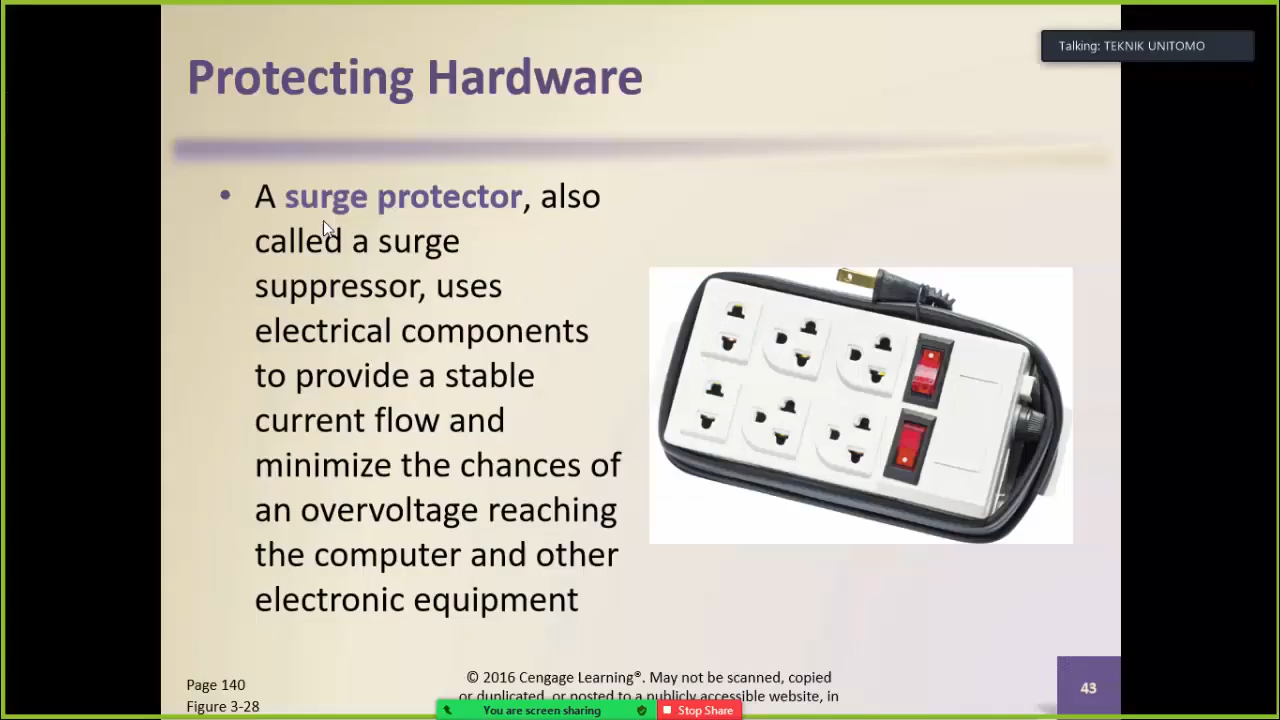 Talking: TEKNIK UNITOMO
Protecting Hardware
• A surge protector, also
called a surge
suppressor, uses
electrical components
to provide a stable
current flow and
minimize the chances of
an overvoltage reaching
the computer and other
electronic equipment
Page 140
Figure 3-28
© 2016 Cengage Learning®. May not be scanned, copied
or duplicated, or posted to a publicly accessible website, in
43
You are screen sharing
Stop Share